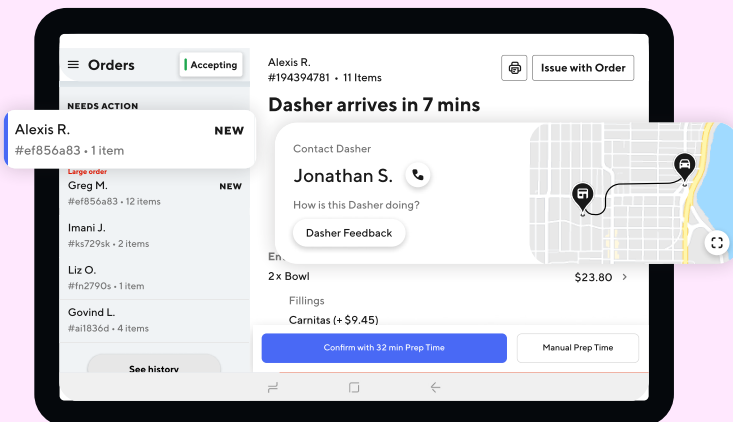 Orders
Accepting
NEEDS ACTION
Alexis R.
NEW
#ef856a83 • 1 item
Large order
Greg M.
NEW
#ef856a83 • 12 items
Imani J.
#ks729sk • 2 items
Liz O.
#fn2790s • 1 item
Govind L.
#ai1836d • 4 items
See history
Alexis R.
#194394781 • 11 Items
Issue with Order
Dasher arrives in 7 mins
Contact Dasher
Jonathan S.
How is this Dasher doing?
Dasher Feedback
2 x Bowl
$23.80
Fillings
Carnitas (+ $9.45)
Confirm with 32 min Prep Time
Manual Prep Time